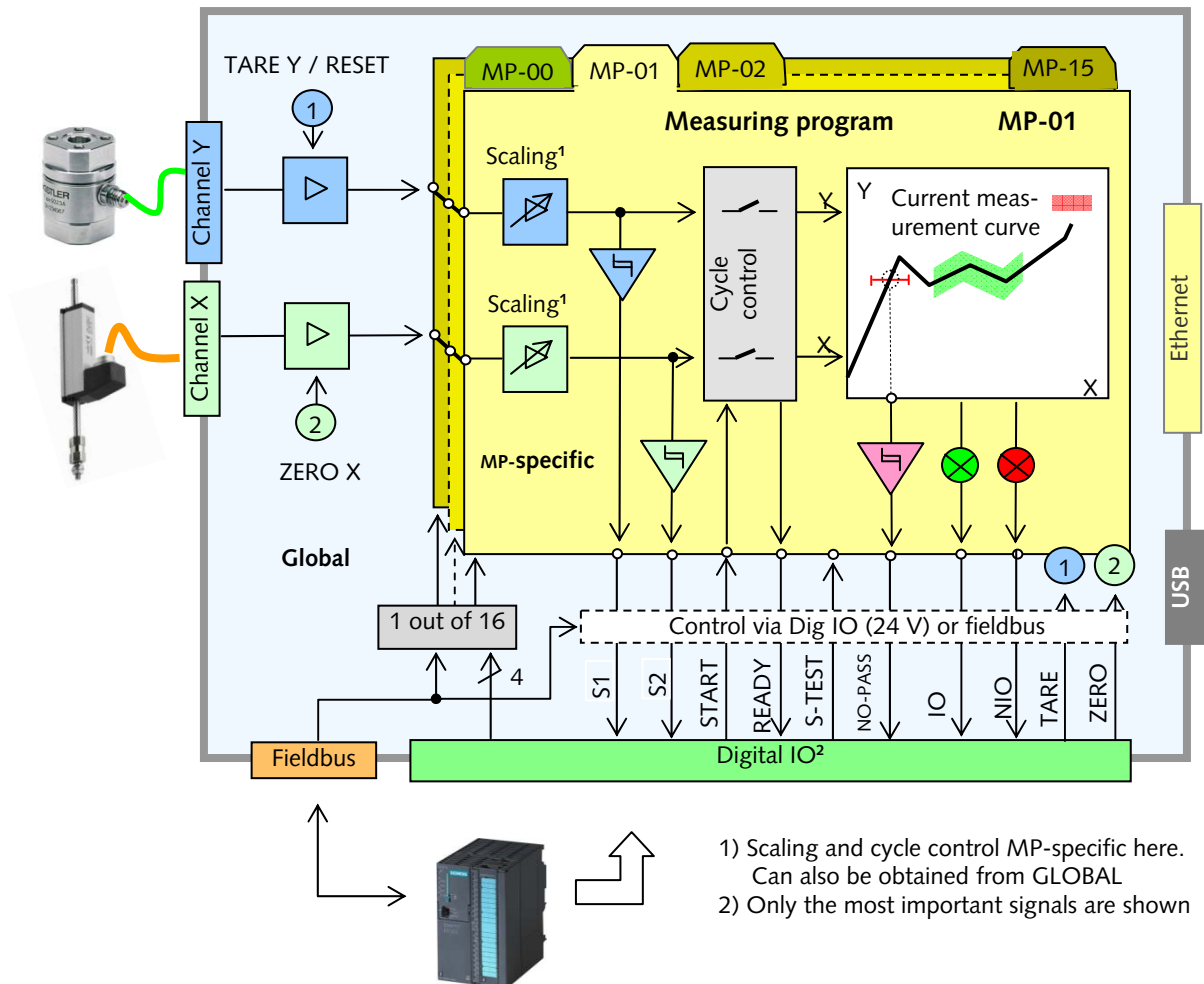 TARE Y / RESET
1
MP-00
MP-01
MP-02
MP-15
Measuring program
MP-01
Channel Y
Scaling¹
Y
Y
Current meas-
urement curve
Cycle
control
Channel X
Scaling¹
X
X
2
ZERO X
MP-specific
Global
Ethernet
USB
1
2
1 out of 16
Control via Dig IO (24 V) or fieldbus
4
S1
S2
START
READY
S-TEST
NO-PASS
IO
NIO
TARE
ZERO
Fieldbus
Digital IO²
SIEMENS
1) Scaling and cycle control MP-specific here.
Can also be obtained from GLOBAL
2) Only the most important signals are shown